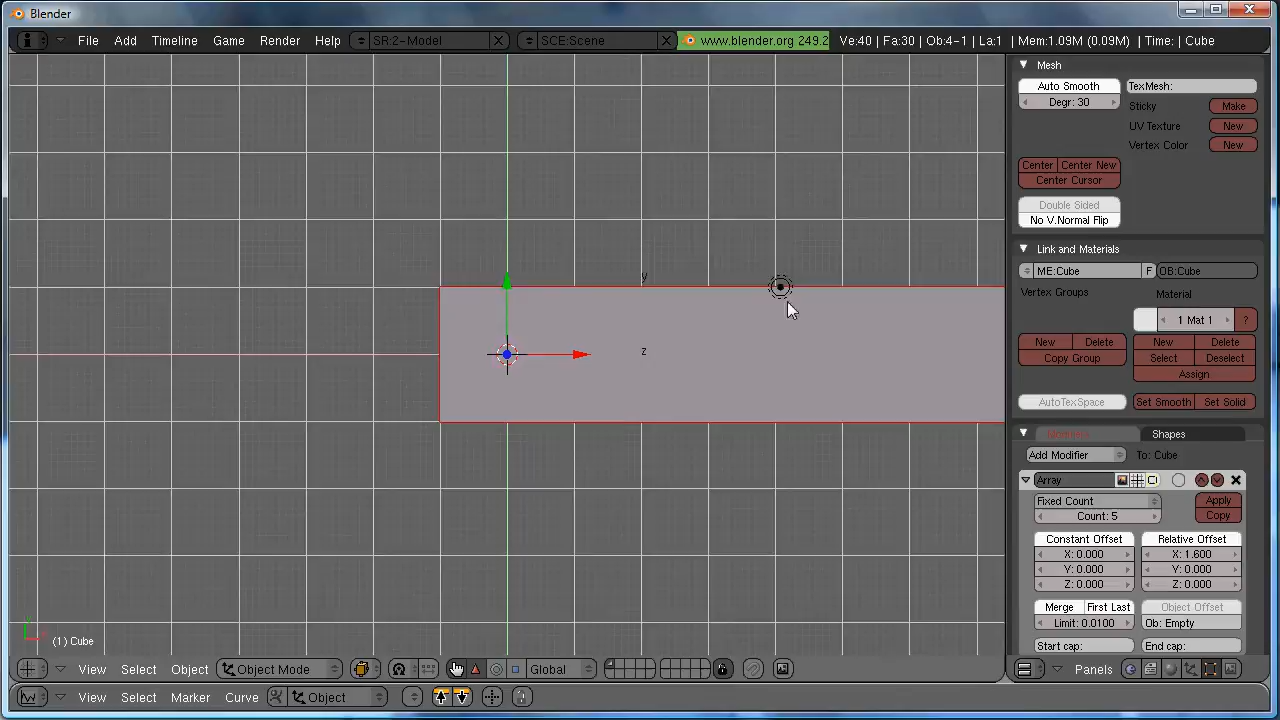 Blender
File Add Timeline Game Render Help SR:2-Model SCE:Scene www.blender.org 249.2 Ve:40 | Fa:30 | Ob:4-1 | La:1 | Mem:1.09M (0.09M) | Time: | Cube
Mesh
Auto Smooth TexMesh:
Degr: 30 Sticky Make
UV Texture New
Vertex Color New
Center Center New
Center Cursor
Double Sided
No V.Normal Flip
Link and Materials
ME:Cube F OB:Cube
Vertex Groups Material
1 Mat 1 ?
New Delete New Delete
Copy Group Select Deselect
Assign
AutoTexSpace Set Smooth Set Solid
Modifiers Shapes
Add Modifier To: Cube
Array
Fixed Count Apply
Count: 5 Copy
Constant Offset Relative Offset
X: 0.000 X: 1.600
Y: 0.000 Y: 0.000
Z: 0.000 Z: 0.000
Merge First Last Object Offset
Limit: 0.0100 Ob: Empty
Start cap: End cap:
y
z
(1) Cube
View Select Object Object Mode Global Panels
View Select Marker Curve Object